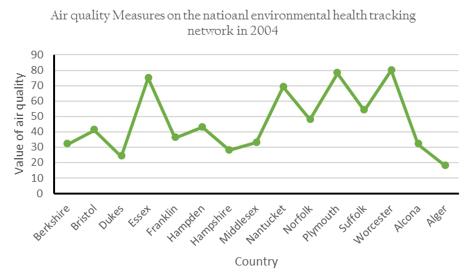 Air quality Measures on the natioanl environmental health tracking
network in 2004
90
80
70
60
50
40
30
20
10
0
Value of air quality
Berkshire
Bristol
Dukes
Essex
Franklin
Hampden
Hampshire
Middlesex
Nantucket
Norfolk
Plymouth
Suffolk
Worcester
Alcona
Alger
Country